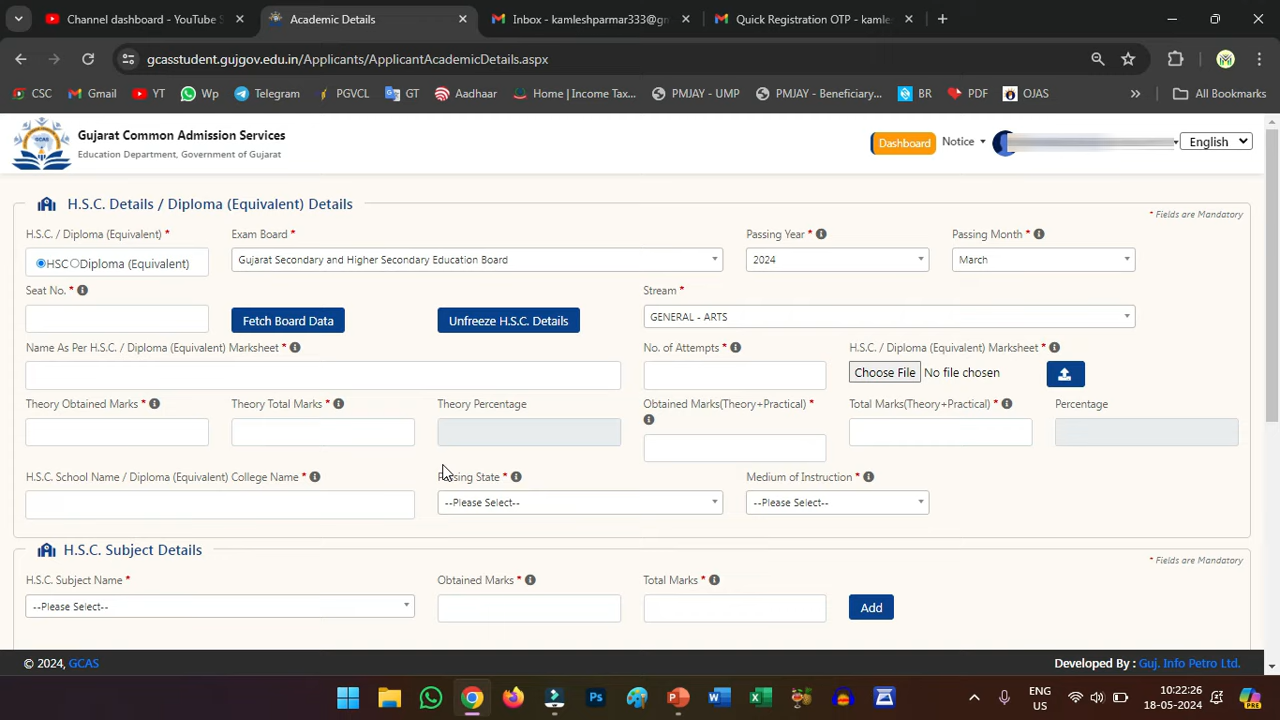 Channel dashboard - YouTube S
Academic Details
Inbox - kamleshparmar333@gm
Quick Registration OTP - kamle
gcasstudent.gujgov.edu.in/Applicants/ApplicantAcademicDetails.aspx
CSC
Gmail
YT
Wp
Telegram
PGVCL
GT
Aadhaar
Home | Income Tax...
PMJAY - UMP
PMJAY - Beneficiary...
BR
PDF
OJAS
All Bookmarks
Gujarat Common Admission Services
Education Department, Government of Gujarat
Dashboard
Notice
English
H.S.C. Details / Diploma (Equivalent) Details
* Fields are Mandatory
H.S.C. / Diploma (Equivalent) *
Exam Board *
Passing Year *
Passing Month *
HSC Diploma (Equivalent)
Gujarat Secondary and Higher Secondary Education Board
2024
March
Seat No. *
Stream *
Fetch Board Data
Unfreeze H.S.C. Details
GENERAL - ARTS
Name As Per H.S.C. / Diploma (Equivalent) Marksheet *
No. of Attempts *
H.S.C. / Diploma (Equivalent) Marksheet *
Choose File No file chosen
Theory Obtained Marks *
Theory Total Marks *
Theory Percentage
Obtained Marks(Theory+Practical) *
Total Marks(Theory+Practical) *
Percentage
H.S.C. School Name / Diploma (Equivalent) College Name *
Passing State *
Medium of Instruction *
--Please Select--
--Please Select--
H.S.C. Subject Details
* Fields are Mandatory
H.S.C. Subject Name *
Obtained Marks *
Total Marks *
--Please Select--
Add
© 2024, GCAS
Developed By : Guj. Info Petro Ltd.
ENG
US
10:22:26
18-05-2024